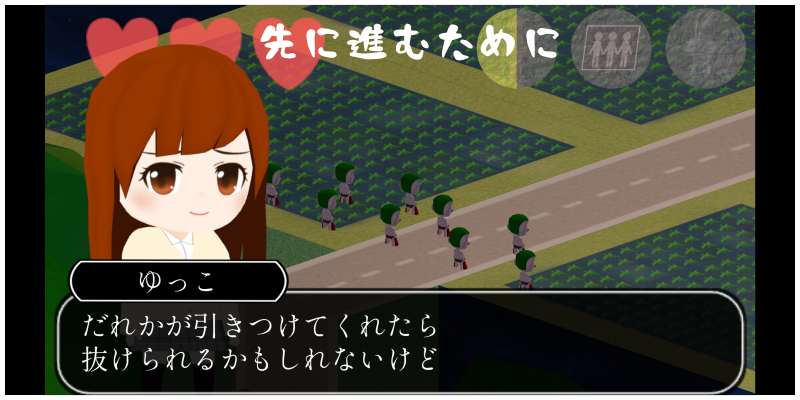 先に進むために
ゆっこ
だれかが引きつけてくれたら
抜けられるかもしれないけど